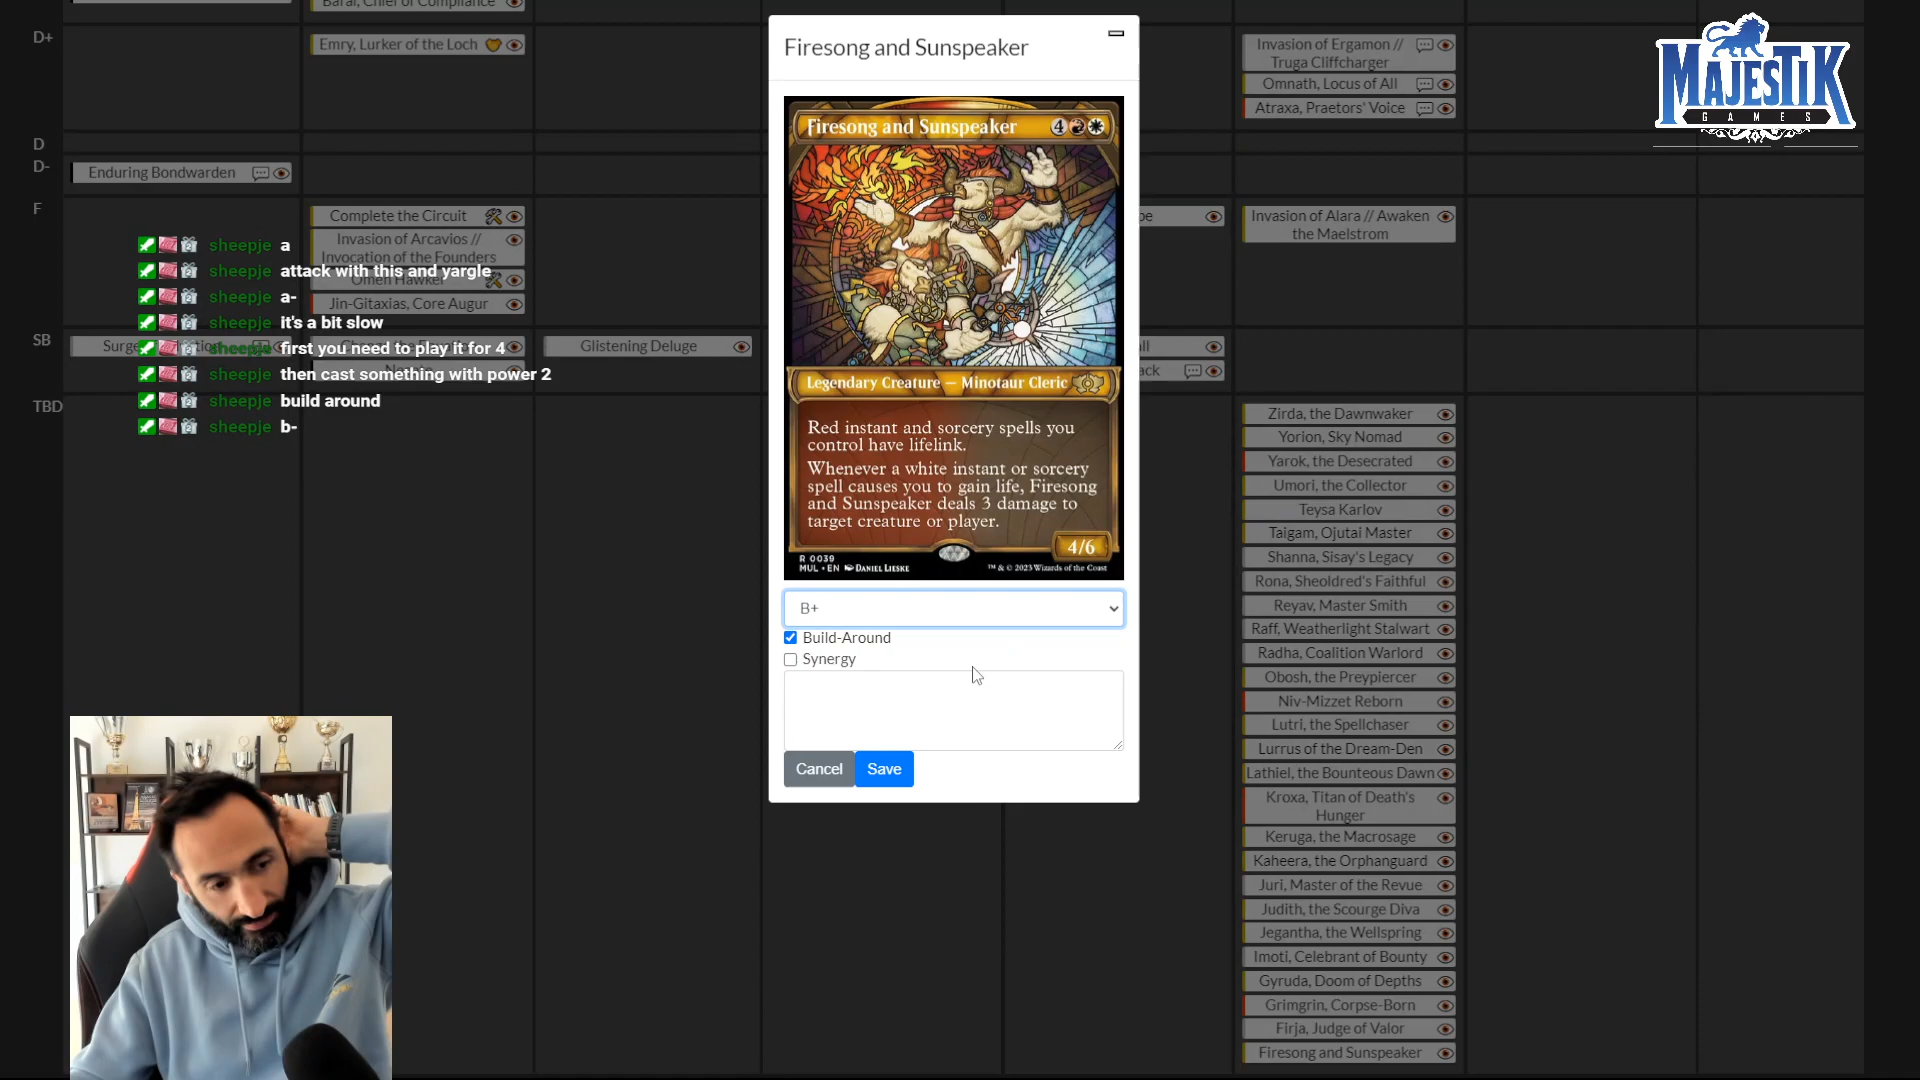 Baral, Chief of Compliance
D+
Emry, Lurker of the Loch
Invasion of Ergamon //
Truga Cliffcharger
Omnath, Locus of All
Atraxa, Praetors' Voice
D
D-
Enduring Bondwarden
F
Complete the Circuit
Invasion of Arcavios //
Invocation of the Founders
Omen Hawker
Jin-Gitaxias, Core Augur
Invasion of Alara // Awaken
the Maelstrom
SB
Glistening Deluge
TBD
sheepje a
sheepje attack with this and yargle
sheepje a-
sheepje it's a bit slow
sheepje first you need to play it for 4
sheepje then cast something with power 2
sheepje build around
sheepje b-
Firesong and Sunspeaker
Firesong and Sunspeaker 4
Legendary Creature — Minotaur Cleric
Red instant and sorcery spells you
control have lifelink.
Whenever a white instant or sorcery
spell causes you to gain life, Firesong
and Sunspeaker deals 3 damage to
target creature or player.
4/6
R 0039
MUL • EN DANIEL LIESKE
™ & © 2023 Wizards of the Coast
B+
Build-Around
Synergy
Cancel
Save
Zirda, the Dawnwaker
Yorion, Sky Nomad
Yarok, the Desecrated
Umori, the Collector
Teysa Karlov
Taigam, Ojutai Master
Shanna, Sisay's Legacy
Rona, Sheoldred's Faithful
Reyav, Master Smith
Raff, Weatherlight Stalwart
Radha, Coalition Warlord
Obosh, the Preypiercer
Niv-Mizzet Reborn
Lutri, the Spellchaser
Lurrus of the Dream-Den
Lathiel, the Bounteous Dawn
Kroxa, Titan of Death's
Hunger
Keruga, the Macrosage
Kaheera, the Orphanguard
Juri, Master of the Revue
Judith, the Scourge Diva
Jegantha, the Wellspring
Imoti, Celebrant of Bounty
Gyruda, Doom of Depths
Grimgrin, Corpse-Born
Firja, Judge of Valor
Firesong and Sunspeaker
MAJESTIK
GAMES